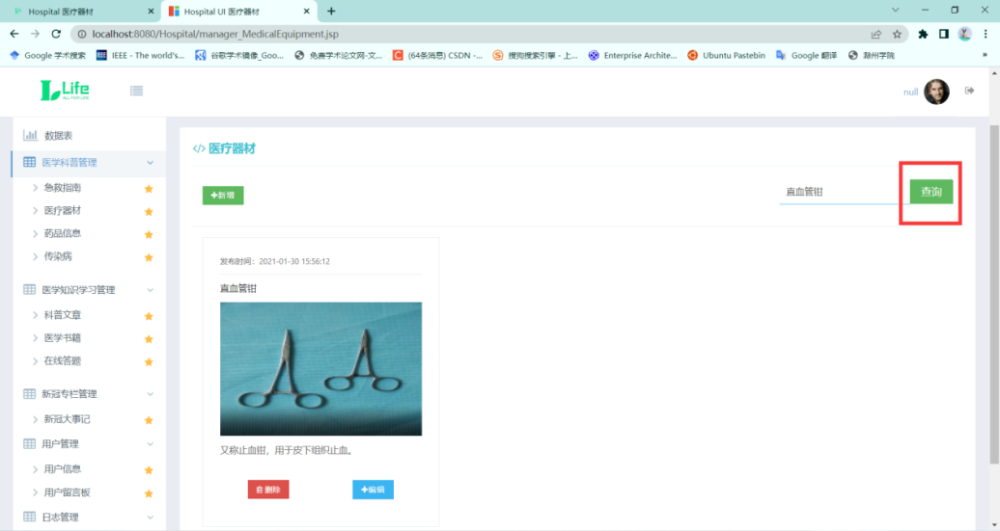 Hospital 医疗器材
Hospital UI 医疗器材
localhost:8080/Hospital/manager_MedicalEquipment.jsp
Google 学术搜索
IEEE - The world's...
谷歌学术镜像_Goo...
免费学术论文网-文...
(64条消息) CSDN -...
搜狗搜索引擎 - 上...
Enterprise Archite...
Ubuntu Pastebin
Google 翻译
滁州学院
Life
ALL FOR LIFE
null
数据表
医学科普管理
急救指南
医疗器材
药品信息
传染病
医学知识学习管理
科普文章
医学书籍
在线答题
新冠专栏管理
新冠大事记
用户管理
用户信息
用户留言板
日志管理
</> 医疗器材
+新增
直血管钳
查询
发布时间：2021-01-30 15:56:12
直血管钳
又称止血钳，用于皮下组织止血。
删除
+编辑